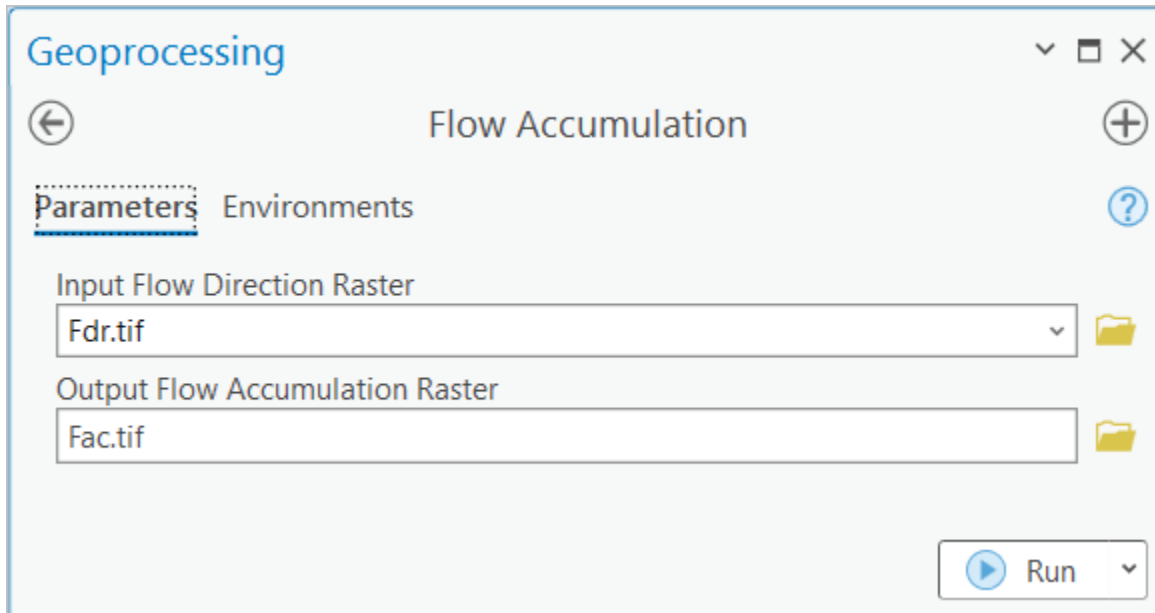 Geoprocessing
Flow Accumulation
Parameters Environments
?
Input Flow Direction Raster
Fdr.tif
Output Flow Accumulation Raster
Fac.tif
Run